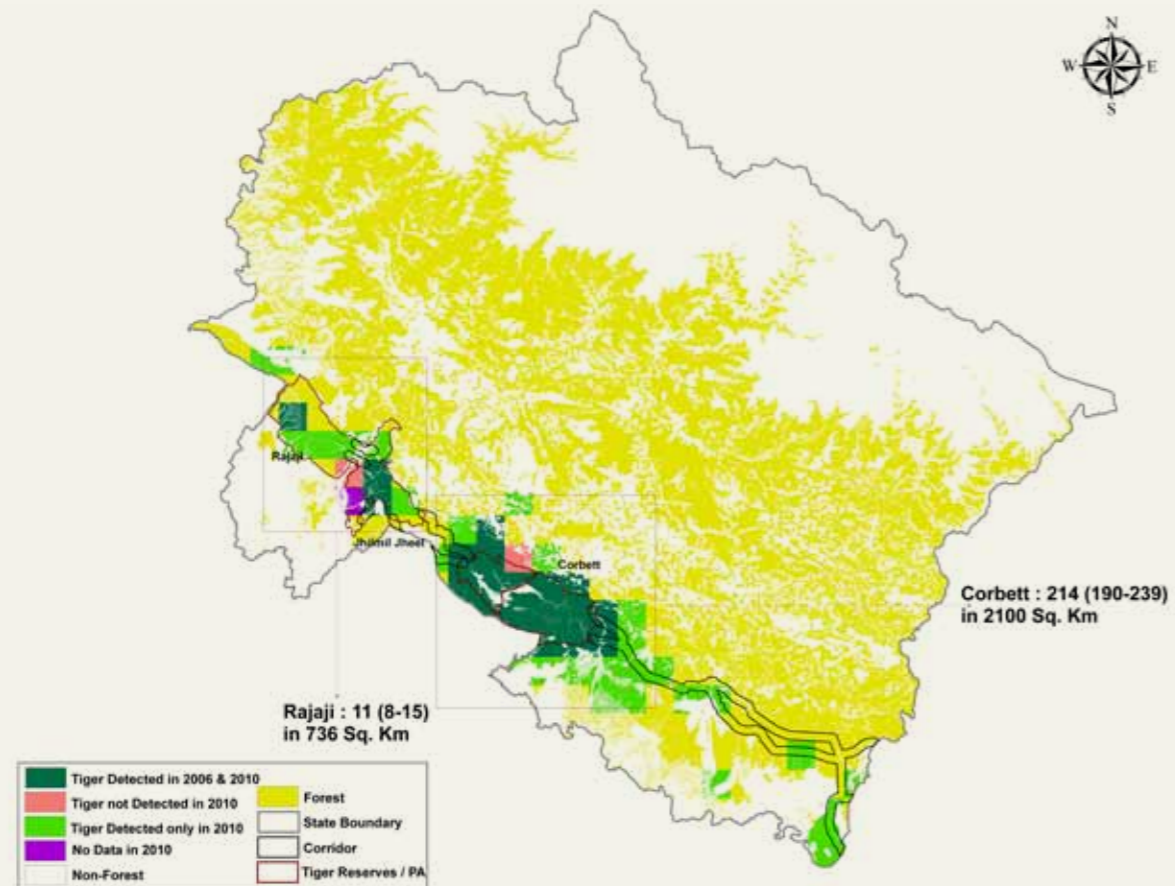 N
W E
S
Rajaji
Jhilmil Jheel
Corbett
Corbett : 214 (190-239)
in 2100 Sq. Km
Rajaji : 11 (8-15)
in 736 Sq. Km
Tiger Detected in 2006 & 2010
Tiger not Detected in 2010
Tiger Detected only in 2010
No Data in 2010
Non-Forest
Forest
State Boundary
Corridor
Tiger Reserves / PA